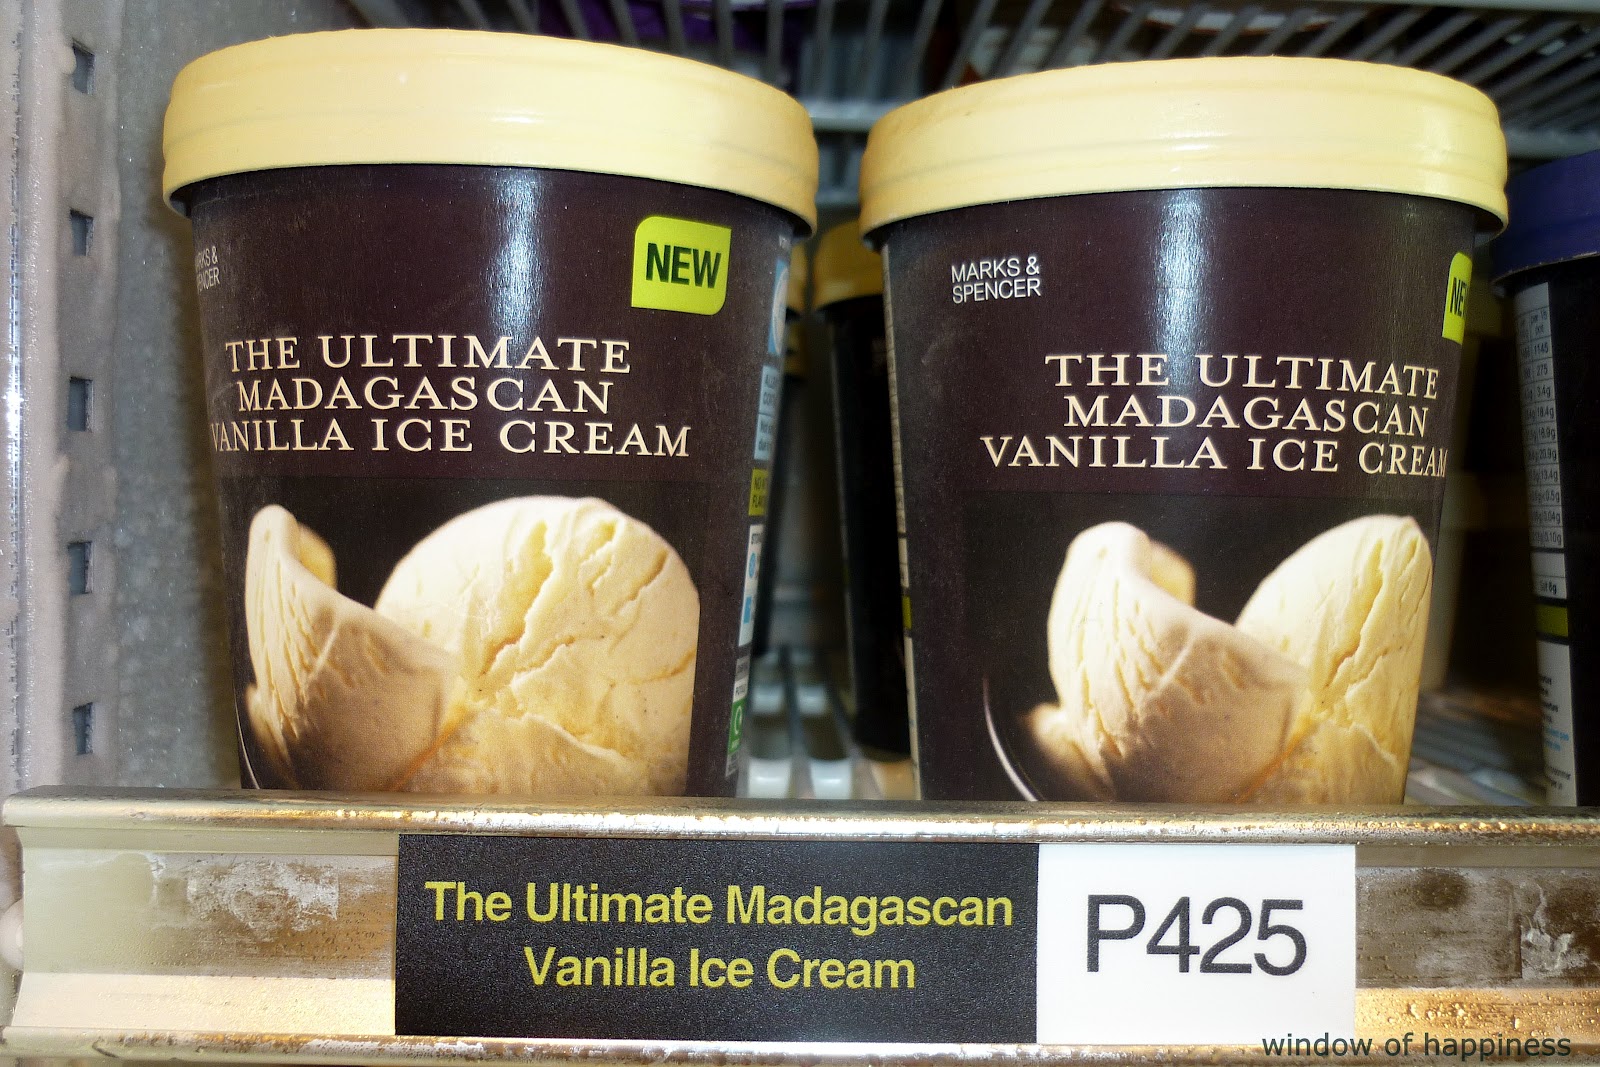 MARKS &
SPENCER
NEW
THE ULTIMATE
MADAGASCAN
VANILLA ICE CREAM
MARKS &
SPENCER
THE ULTIMATE
MADAGASCAN
VANILLA ICE CREAM
The Ultimate Madagascan
Vanilla Ice Cream
P425
window of happiness